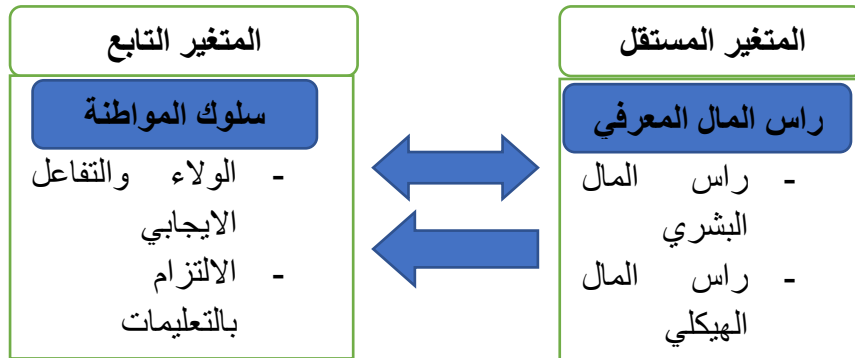 المتغير المستقل
راس المال المعرفي
- راس المال
البشري
- راس المال
الهيكلي
المتغير التابع
سلوك المواطنة
- الولاء والتفاعل
الايجابي
- الالتزام
بالتعليمات